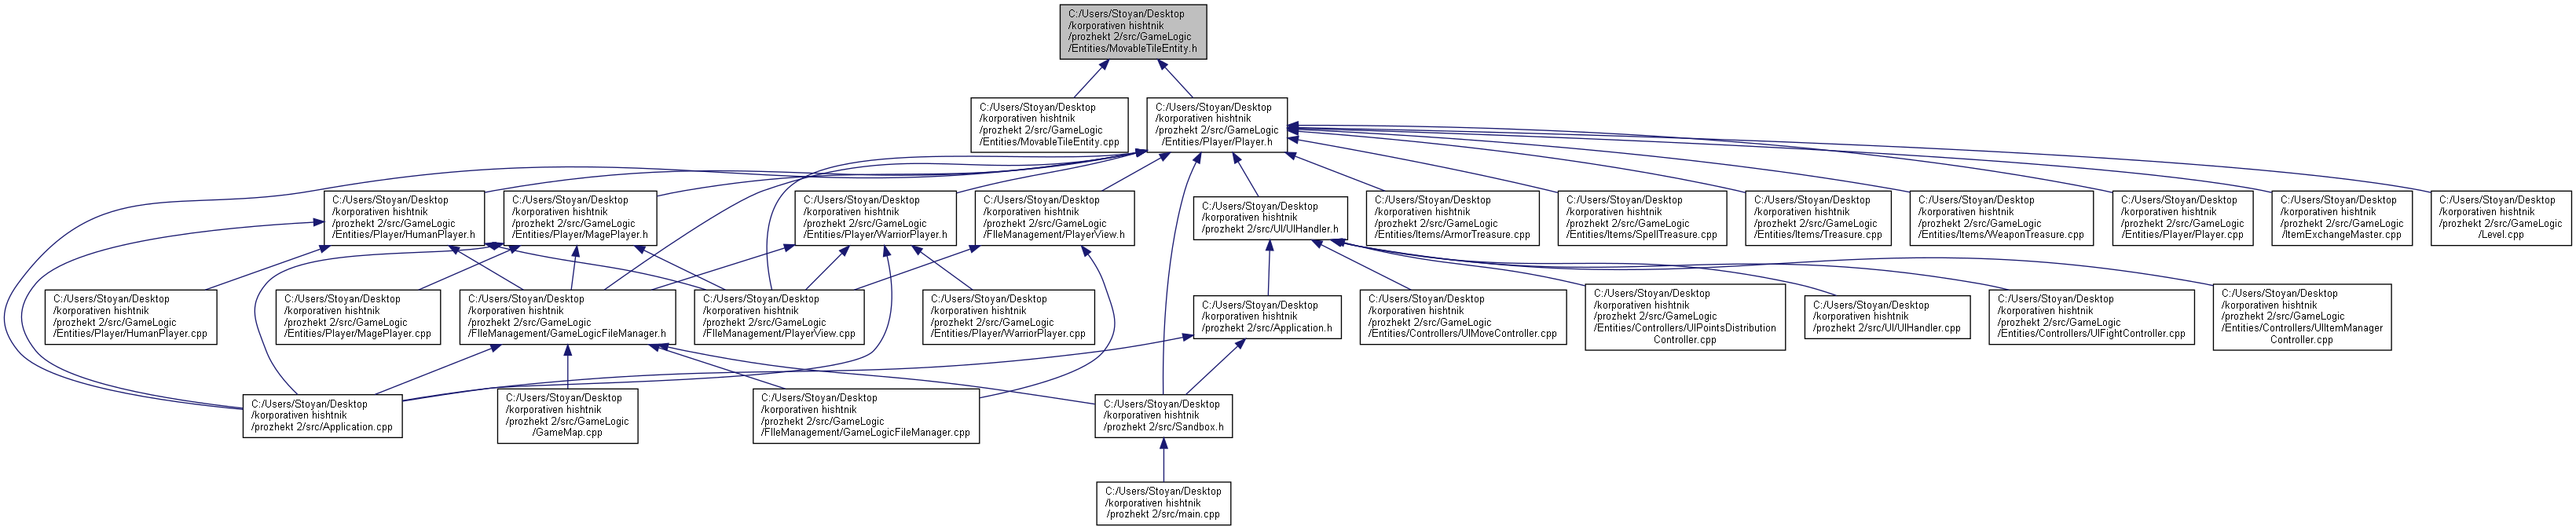 C:/Users/Stoyan/Desktop
/korporativen hishtnik
/prozhekt 2/src/GameLogic
/Entities/MovableTileEntity.h
C:/Users/Stoyan/Desktop
/korporativen hishtnik
/prozhekt 2/src/GameLogic
/Entities/MovableTileEntity.cpp
C:/Users/Stoyan/Desktop
/korporativen hishtnik
/prozhekt 2/src/GameLogic
/Entities/Player/Player.h
C:/Users/Stoyan/Desktop
/korporativen hishtnik
/prozhekt 2/src/GameLogic
/Entities/Player/HumanPlayer.h
C:/Users/Stoyan/Desktop
/korporativen hishtnik
/prozhekt 2/src/GameLogic
/Entities/Player/MagePlayer.h
C:/Users/Stoyan/Desktop
/korporativen hishtnik
/prozhekt 2/src/GameLogic
/Entities/Player/WarriorPlayer.h
C:/Users/Stoyan/Desktop
/korporativen hishtnik
/prozhekt 2/src/GameLogic
/FIleManagement/PlayerView.h
C:/Users/Stoyan/Desktop
/korporativen hishtnik
/prozhekt 2/src/UI/UIHandler.h
C:/Users/Stoyan/Desktop
/korporativen hishtnik
/prozhekt 2/src/GameLogic
/Entities/Items/ArmorTreasure.cpp
C:/Users/Stoyan/Desktop
/korporativen hishtnik
/prozhekt 2/src/GameLogic
/Entities/Items/SpellTreasure.cpp
C:/Users/Stoyan/Desktop
/korporativen hishtnik
/prozhekt 2/src/GameLogic
/Entities/Items/Treasure.cpp
C:/Users/Stoyan/Desktop
/korporativen hishtnik
/prozhekt 2/src/GameLogic
/Entities/Items/WeaponTreasure.cpp
C:/Users/Stoyan/Desktop
/korporativen hishtnik
/prozhekt 2/src/GameLogic
/Entities/Player/Player.cpp
C:/Users/Stoyan/Desktop
/korporativen hishtnik
/prozhekt 2/src/GameLogic
/ItemExchangeMaster.cpp
C:/Users/Stoyan/Desktop
/korporativen hishtnik
/prozhekt 2/src/GameLogic
/Level.cpp
C:/Users/Stoyan/Desktop
/korporativen hishtnik
/prozhekt 2/src/GameLogic
/Entities/Player/HumanPlayer.cpp
C:/Users/Stoyan/Desktop
/korporativen hishtnik
/prozhekt 2/src/GameLogic
/Entities/Player/MagePlayer.cpp
C:/Users/Stoyan/Desktop
/korporativen hishtnik
/prozhekt 2/src/GameLogic
/FIleManagement/GameLogicFileManager.h
C:/Users/Stoyan/Desktop
/korporativen hishtnik
/prozhekt 2/src/GameLogic
/FIleManagement/PlayerView.cpp
C:/Users/Stoyan/Desktop
/korporativen hishtnik
/prozhekt 2/src/GameLogic
/Entities/Player/WarriorPlayer.cpp
C:/Users/Stoyan/Desktop
/korporativen hishtnik
/prozhekt 2/src/Application.h
C:/Users/Stoyan/Desktop
/korporativen hishtnik
/prozhekt 2/src/GameLogic
/Entities/Controllers/UIMoveController.cpp
C:/Users/Stoyan/Desktop
/korporativen hishtnik
/prozhekt 2/src/GameLogic
/Entities/Controllers/UIPointsDistribution
Controller.cpp
C:/Users/Stoyan/Desktop
/korporativen hishtnik
/prozhekt 2/src/UI/UIHandler.cpp
C:/Users/Stoyan/Desktop
/korporativen hishtnik
/prozhekt 2/src/GameLogic
/Entities/Controllers/UIFightController.cpp
C:/Users/Stoyan/Desktop
/korporativen hishtnik
/prozhekt 2/src/GameLogic
/Entities/Controllers/UIItemManager
Controller.cpp
C:/Users/Stoyan/Desktop
/korporativen hishtnik
/prozhekt 2/src/Application.cpp
C:/Users/Stoyan/Desktop
/korporativen hishtnik
/prozhekt 2/src/GameLogic
/GameMap.cpp
C:/Users/Stoyan/Desktop
/korporativen hishtnik
/prozhekt 2/src/GameLogic
/FIleManagement/GameLogicFileManager.cpp
C:/Users/Stoyan/Desktop
/korporativen hishtnik
/prozhekt 2/src/Sandbox.h
C:/Users/Stoyan/Desktop
/korporativen hishtnik
/prozhekt 2/src/main.cpp